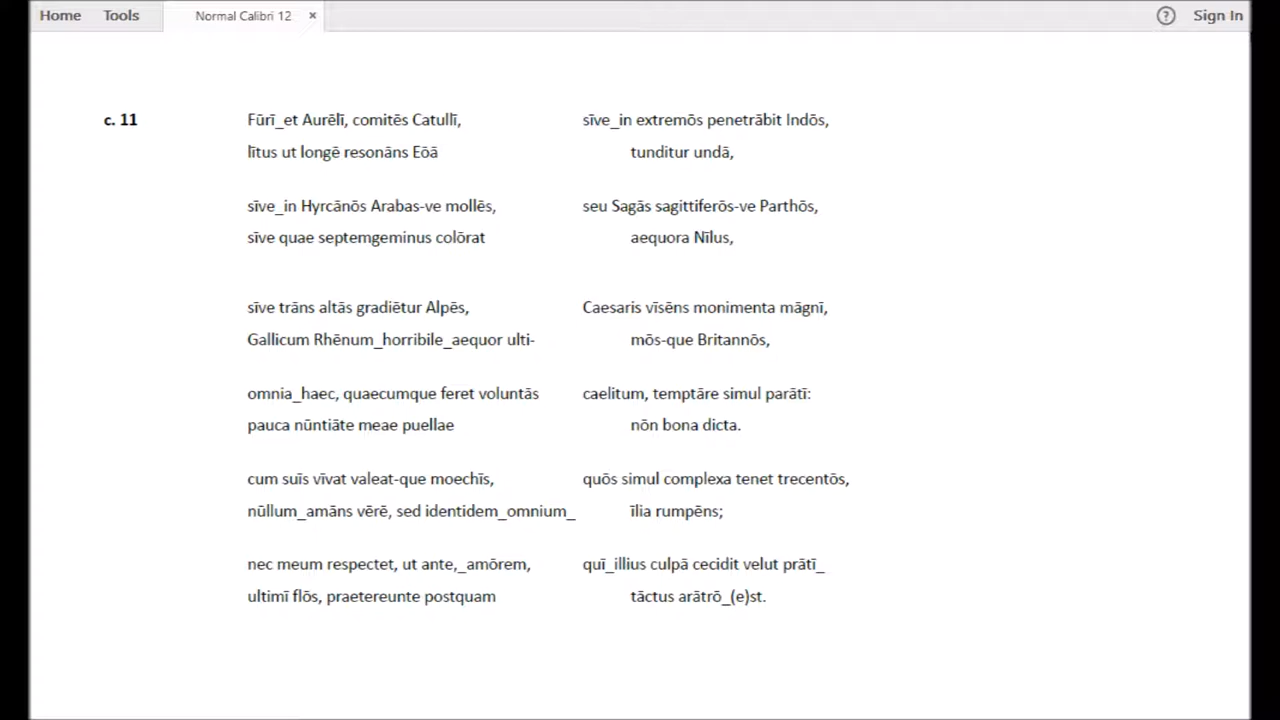 Home Tools Normal Calibri 12 × ? Sign In
c. 11 Fūrī_et Aurēlī, comitēs Catullī, sīve_in extremōs penetrābit Indōs,
lītus ut longē resonāns Eōā tunditur undā,
sīve_in Hyrcānōs Arabas-ve mollēs, seu Sagās sagittiferōs-ve Parthōs,
sīve quae septemgeminus colōrat aequora Nīlus,
sīve trāns altās gradiētur Alpēs, Caesaris vīsēns monimenta māgnī,
Gallicum Rhēnum_horribile_aequor ulti- mōs-que Britannōs,
omnia_haec, quaecumque feret voluntās caelitum, temptāre simul parātī:
pauca nūntiāte meae puellae nōn bona dicta.
cum suīs vīvat valeat-que moechīs, quōs simul complexa tenet trecentōs,
nūllum_amāns vērē, sed identidem_omnium_ īlia rumpēns;
nec meum respectet, ut ante,_amōrem, quī_illius culpā cecidit velut prātī_
ultimī flōs, praetereunte postquam tāctus arātrō_(e)st.